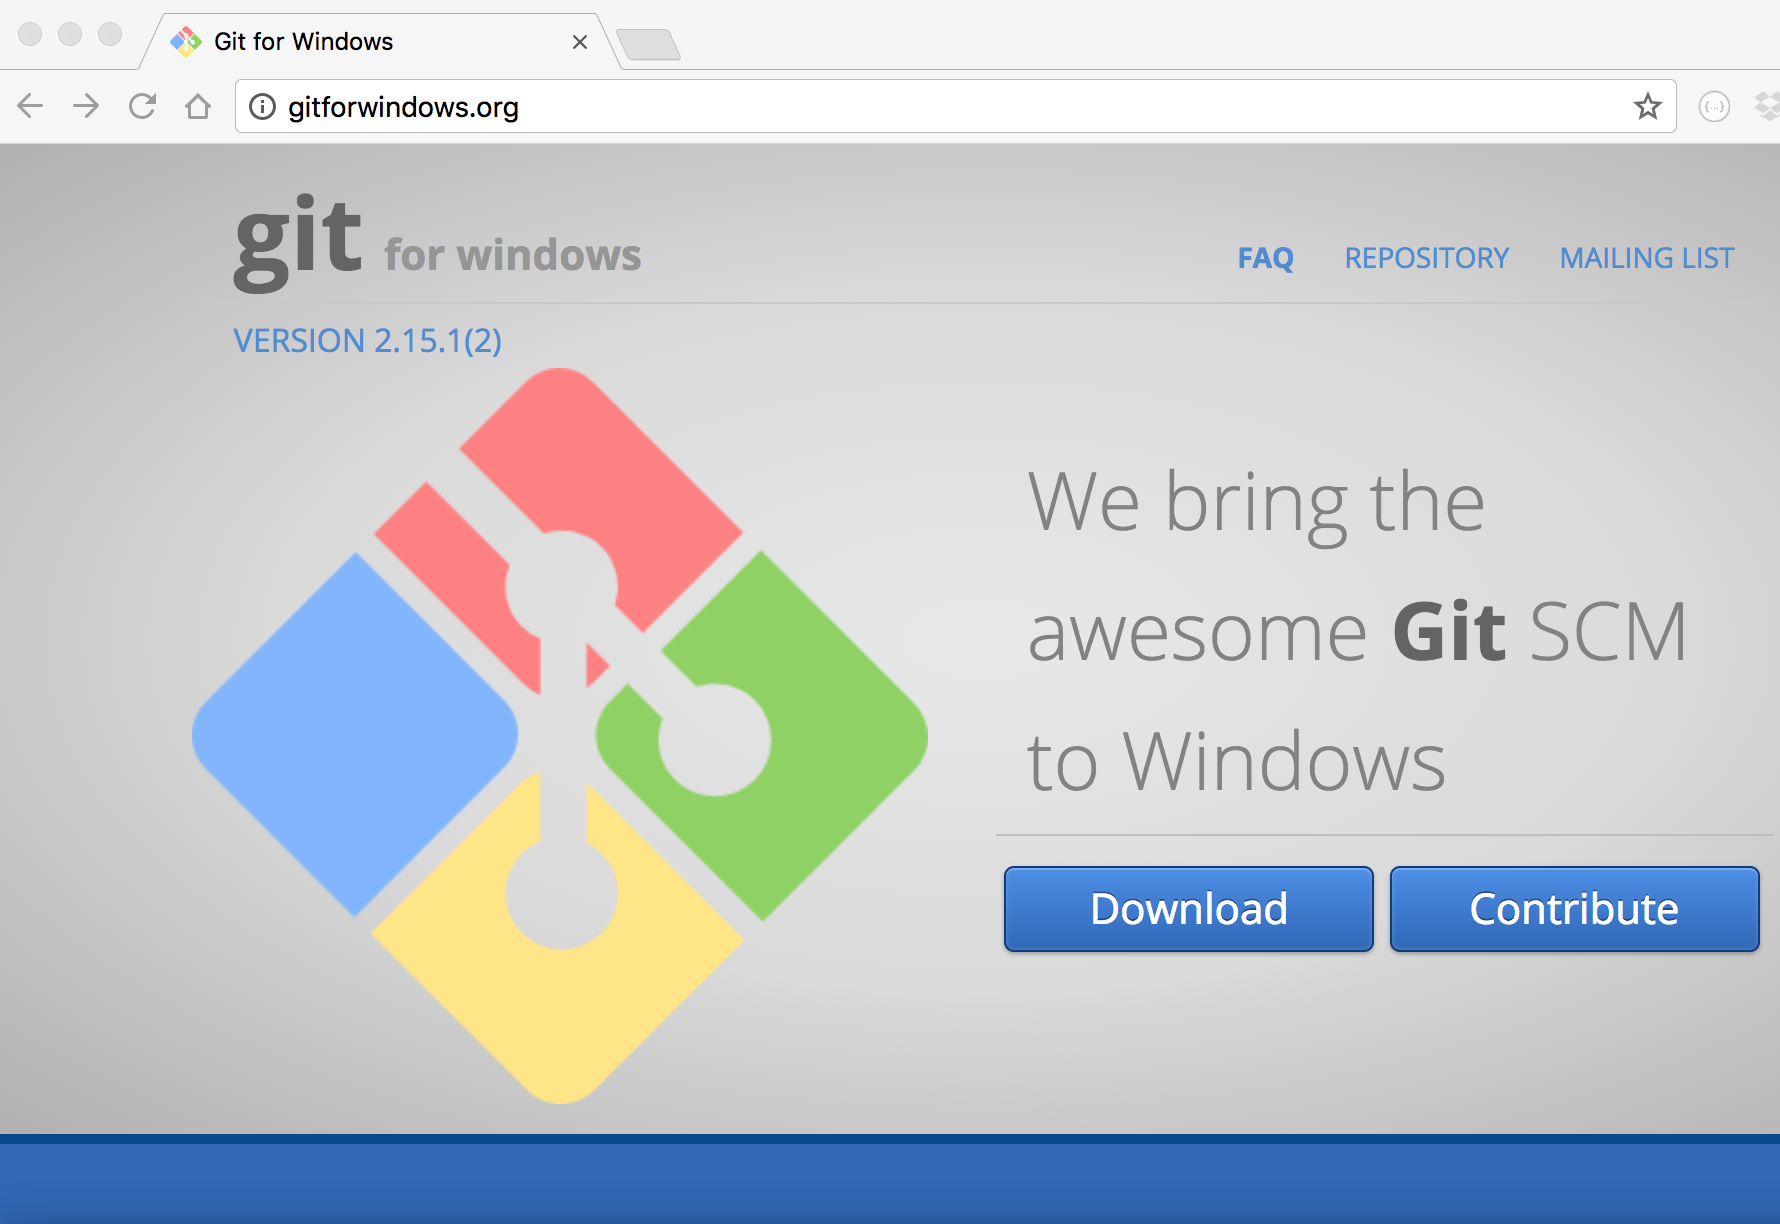 Git for Windows
gitforwindows.org
{...}
git for windows
FAQ REPOSITORY MAILING LIST
VERSION 2.15.1(2)
We bring the
awesome Git SCM
to Windows
Download Contribute